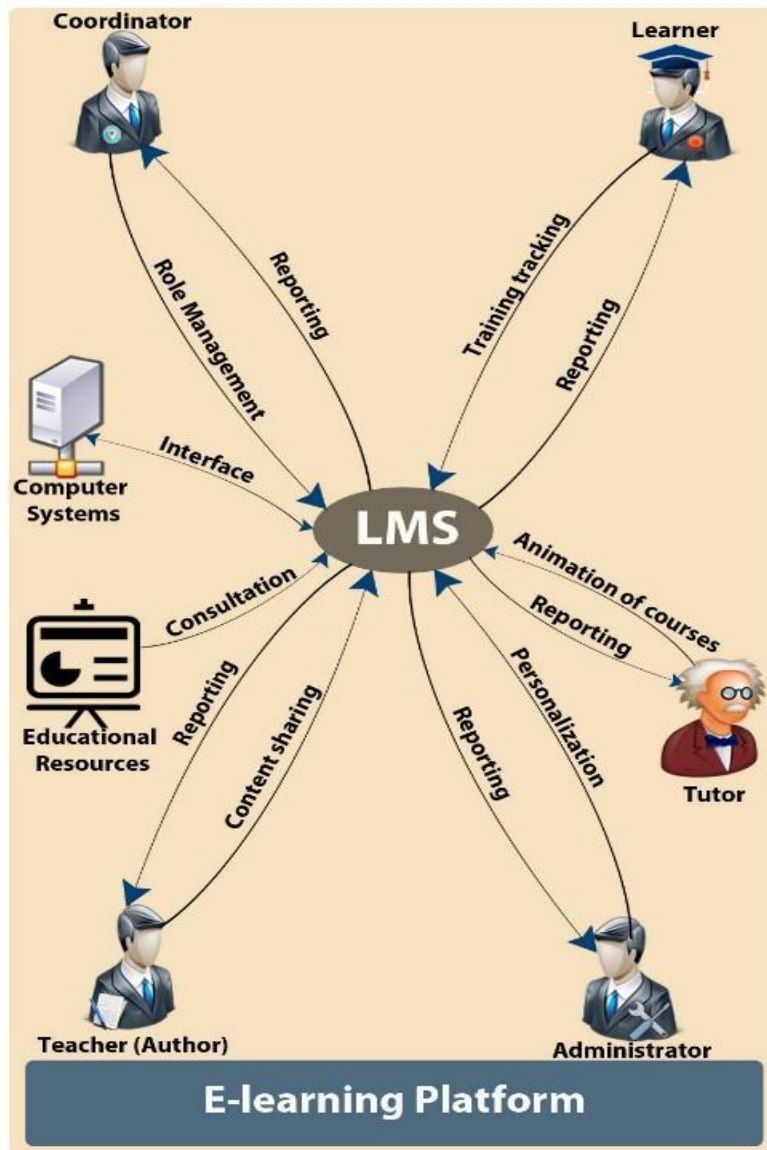 Coordinator
Learner
Role Management
Reporting
Training tracking
Reporting
Computer
Systems
Interface
LMS
Animation of courses
Reporting
Tutor
Consultation
Educational
Resources
Reporting
Content sharing
Reporting
Personalization
Teacher (Author)
Administrator
E-learning Platform